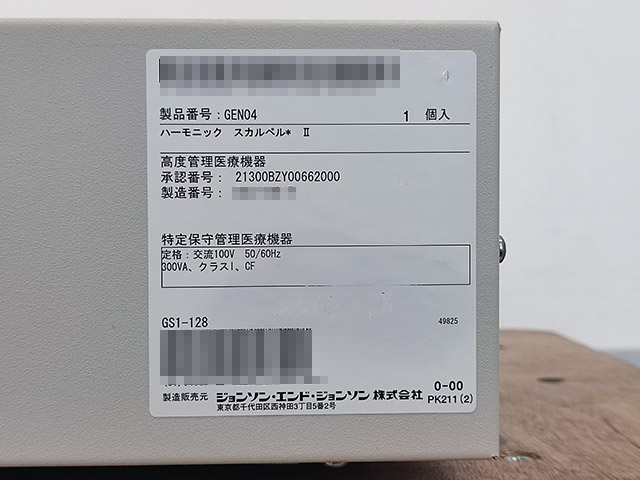 製品番号：GEN04 1 個入
ハーモニック スカルペル* Ⅱ
高度管理医療機器
承認番号： 21300BZY00662000
製造番号：
特定保守管理医療機器
定格：交流100V 50/60Hz
300VA、クラスⅠ、CF
GS1-128 49825
製造販売元 ジョンソン・エンド・ジョンソン 株式会社 0-00
東京都千代田区西神田3丁目5番2号 PK211(2)